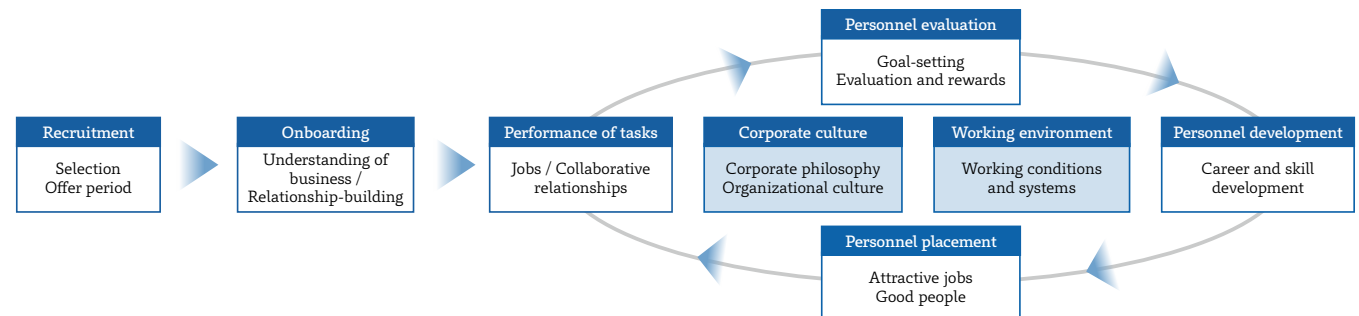 Recruitment
Selection
Offer period
Onboarding
Understanding of
business /
Relationship-building
Performance of tasks
Jobs / Collaborative
relationships
Personnel evaluation
Goal-setting
Evaluation and rewards
Corporate culture
Corporate philosophy
Organizational culture
Working environment
Working conditions
and systems
Personnel development
Career and skill
development
Personnel placement
Attractive jobs
Good people